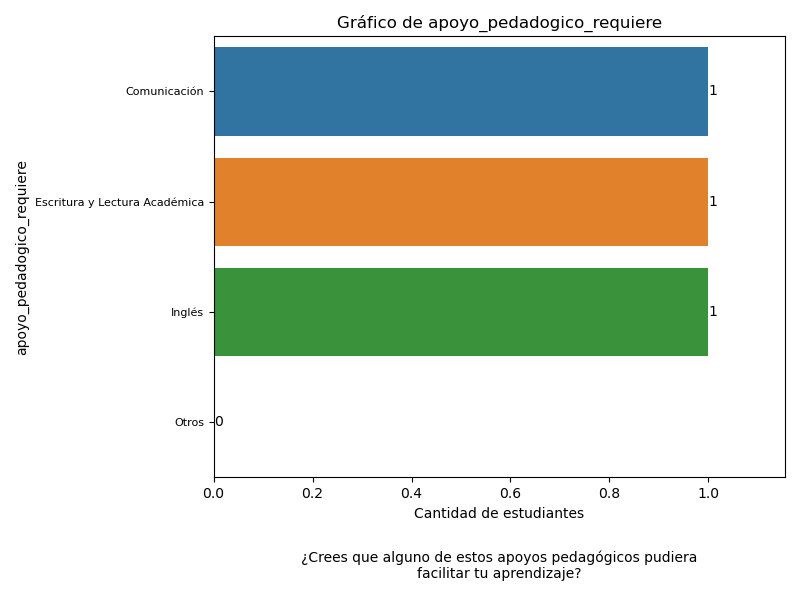 Gráfico de apoyo_pedadogico_requiere
apoyo_pedadogico_requiere
Comunicación
1
Escritura y Lectura Académica
1
Inglés
1
Otros
0
0.0 0.2 0.4 0.6 0.8 1.0
Cantidad de estudiantes
¿Crees que alguno de estos apoyos pedagógicos pudiera
facilitar tu aprendizaje?